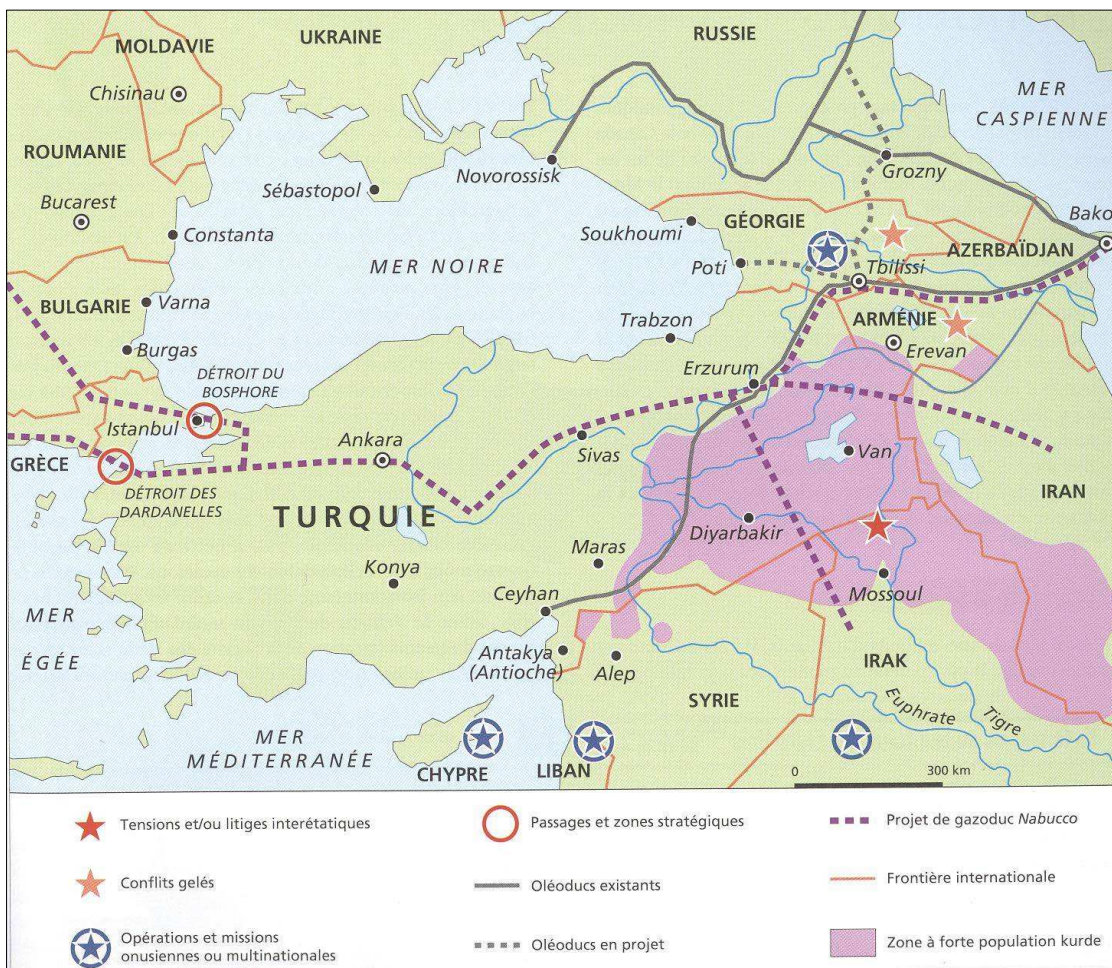 MOLDAVIE
UKRAINE
RUSSIE
Chisinau
MER
CASPIENNE
ROUMANIE
Novorossisk
Grozny
Sébastopol
Bucarest
Constanta
Soukhoumi
GÉORGIE
Bako
MER NOIRE
Poti
Tbilissi
AZERBAÏDJAN
BULGARIE
Varna
Trabzon
ARMÉNIE
Burgas
Erevan
DÉTROIT DU
BOSPHORE
Erzurum
Istanbul
Ankara
Sivas
Van
GRÈCE
DÉTROIT DES
DARDANELLES
IRAN
TURQUIE
Diyarbakir
Maras
Konya
Mossoul
Ceyhan
MER
ÉGÉE
Antakya
(Antioche)
Alep
IRAK
SYRIE
Euphrate
Tigre
MER
MÉDITERRANÉE
CHYPRE
LIBAN
0
300 km
Tensions et/ou litiges interétatiques
Passages et zones stratégiques
Projet de gazoduc Nabucco
Conflits gelés
Oléoducs existants
Frontière internationale
Opérations et missions
onusiennes ou multinationales
Oléoducs en projet
Zone à forte population kurde